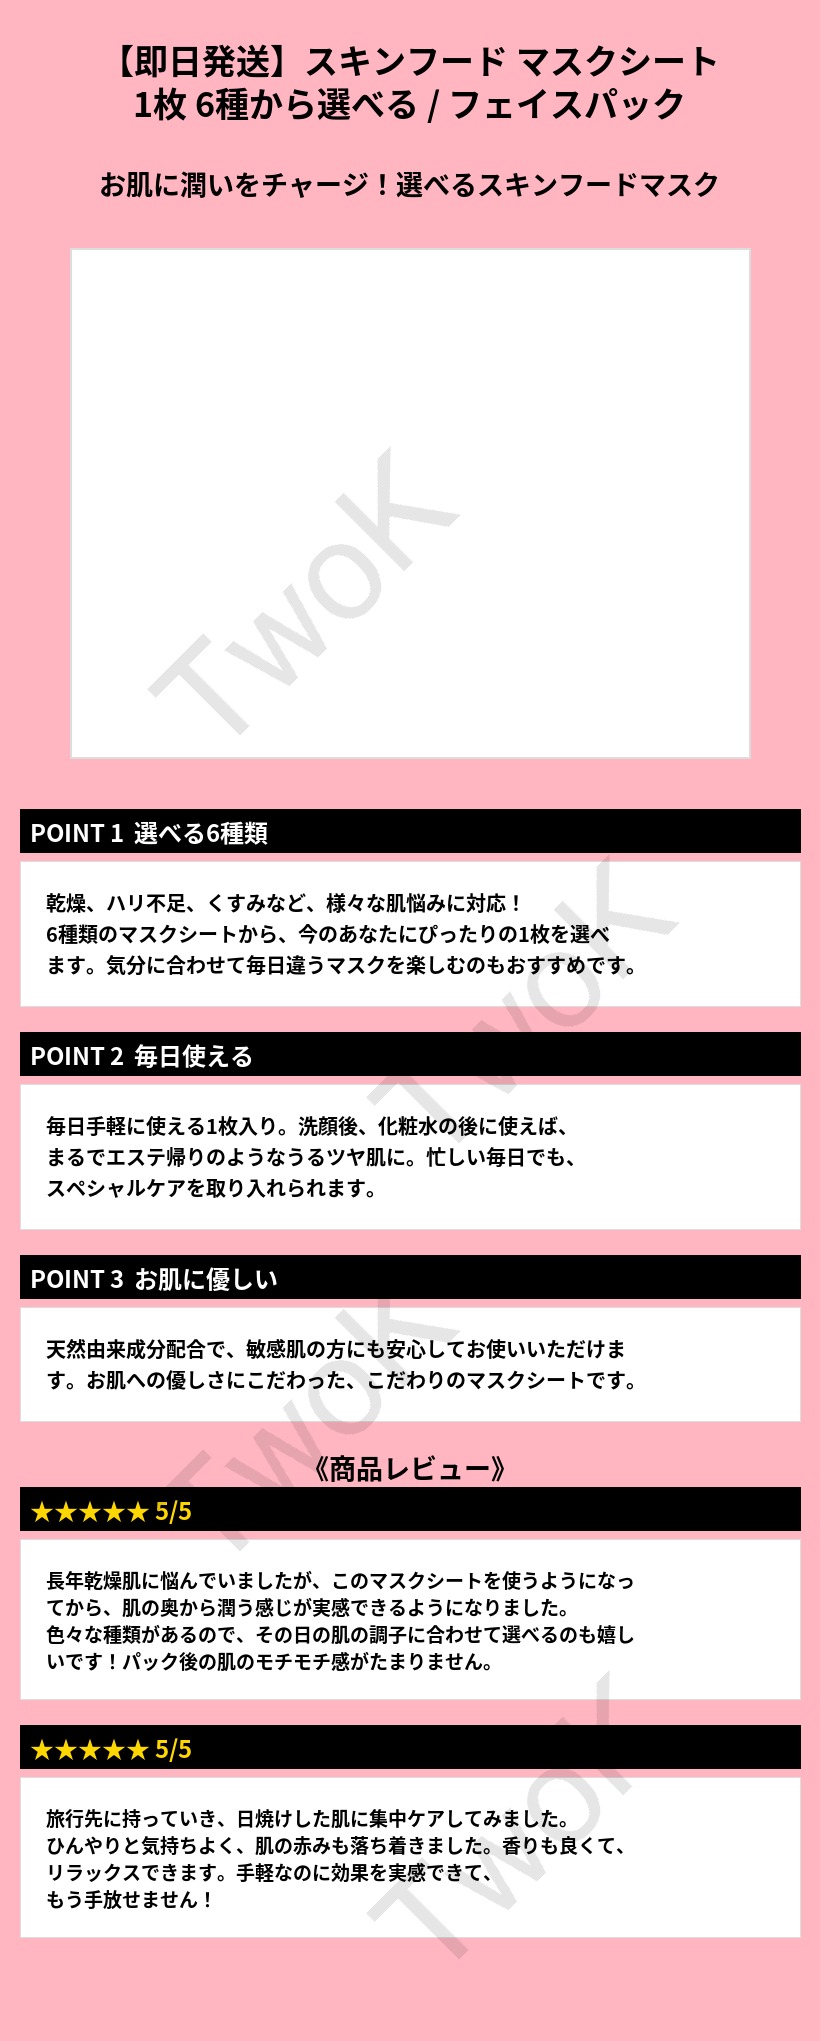 【即日発送】スキンフード マスクシート
1枚 6種から選べる / フェイスパック
お肌に潤いをチャージ！選べるスキンフードマスク
TwoK
POINT 1 選べる6種類
乾燥、ハリ不足、くすみなど、様々な肌悩みに対応！
6種類のマスクシートから、今のあなたにぴったりの1枚を選べ
ます。気分に合わせて毎日違うマスクを楽しむのもおすすめです。
TwoK
POINT 2 毎日使える
毎日手軽に使える1枚入り。洗顔後、化粧水の後に使えば、
まるでエステ帰りのようなうるツヤ肌に。忙しい毎日でも、
スペシャルケアを取り入れられます。
POINT 3 お肌に優しい
天然由来成分配合で、敏感肌の方にも安心してお使いいただけま
す。お肌への優しさにこだわった、こだわりのマスクシートです。
TwoK
《商品レビュー》
★★★★★ 5/5
長年乾燥肌に悩んでいましたが、このマスクシートを使うようになっ
てから、肌の奥から潤う感じが実感できるようになりました。
色々な種類があるので、その日の肌の調子に合わせて選べるのも嬉し
いです！パック後の肌のモチモチ感がたまりません。
★★★★★ 5/5
旅行先に持っていき、日焼けした肌に集中ケアしてみました。
ひんやりと気持ちよく、肌の赤みも落ち着きました。香りも良くて、
リラックスできます。手軽なのに効果を実感できて、
もう手放せません！
TwoK